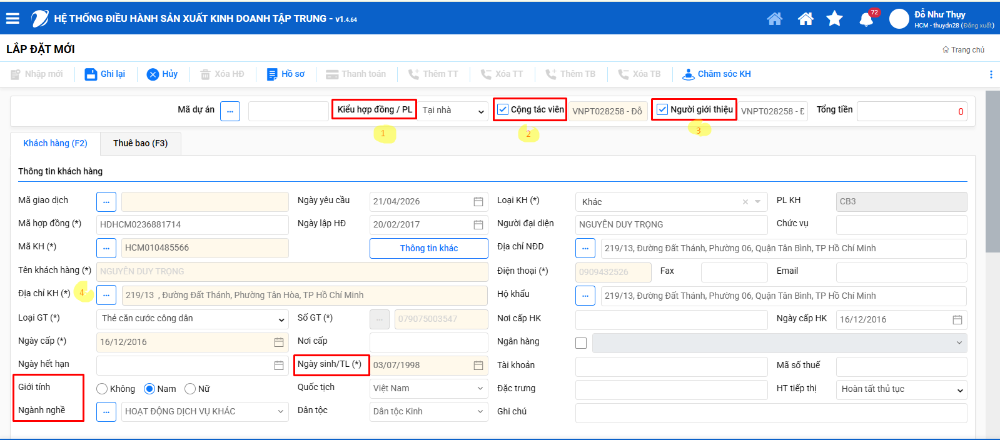 HỆ THỐNG ĐIỀU HÀNH SẢN XUẤT KINH DOANH TẬP TRUNG - v1.4.64
72
Đỗ Như Thụy
HCM - thuydn28 (Đăng xuất)
LẮP ĐẶT MỚI
Trang chủ
Nhập mới
Ghi lại
Hủy
Xóa HĐ
Hồ sơ
Thanh toán
Thêm TT
Xóa TT
Thêm TB
Xóa TB
Chăm sóc KH
Mã dự án ... Kiểu hợp đồng / PL Tại nhà Cộng tác viên VNPT028258 - Đỗ Người giới thiệu VNPT028258 - Đ Tổng tiền 0
1 2 3
Khách hàng (F2) Thuê bao (F3)
Thông tin khách hàng
Mã giao dịch ... Ngày yêu cầu 21/04/2026 Loại KH (*) Khác PL KH CB3
Mã hợp đồng (*) HDHCM0236881714 Ngày lập HĐ 20/02/2017 Người đại diện NGUYÊN DUY TRỌNG Chức vụ
Mã KH (*) ... HCM010485566 Thông tin khác Địa chỉ NĐD ... 219/13, Đường Đất Thánh, Phường 06, Quận Tân Bình, TP Hồ Chí Minh
Tên khách hàng (*) NGUYÊN DUY TRỌNG Điện thoại (*) 0909432526 Fax Email
Địa chỉ KH (*) 4 ... 219/13 , Đường Đất Thánh, Phường Tân Hòa, TP Hồ Chí Minh Hộ khẩu ... 219/13, Đường Đất Thánh, Phường 06, Quận Tân Bình, TP Hồ Chí Minh
Loại GT (*) Thẻ căn cước công dân Số GT (*) ... 079075003547 Nơi cấp HK Ngày cấp HK 16/12/2016
Ngày cấp (*) 16/12/2016 Nơi cấp Ngân hàng
Ngày hết hạn Ngày sinh/TL (*) 03/07/1998 Tài khoản Mã số thuế
Giới tính Không Nam Nữ Quốc tịch Việt Nam Đặc trưng HT tiếp thị Hoàn tất thủ tục
Ngành nghề ... HOẠT ĐỘNG DỊCH VỤ KHÁC Dân tộc Dân tộc Kinh Ghi chú